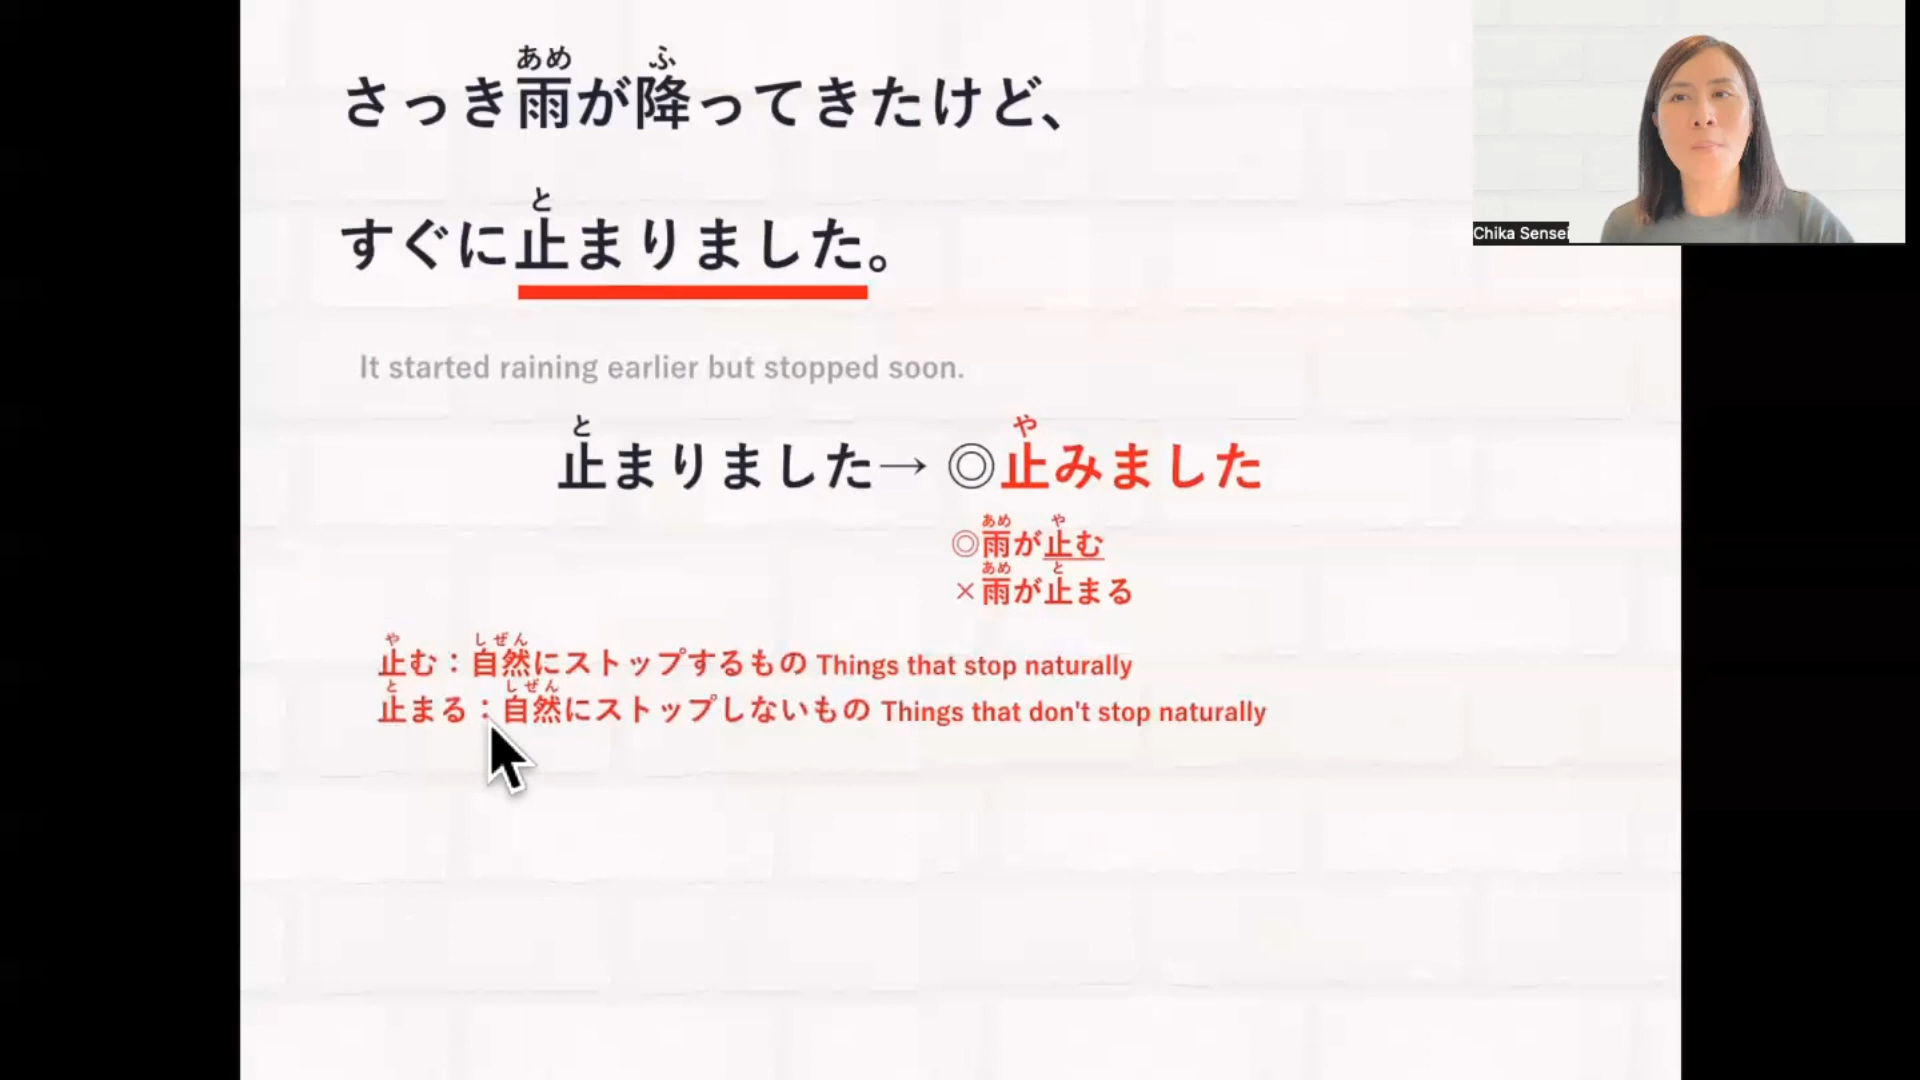 あめ ふ
さっき雨が降ってきたけど、
と
すぐに止まりました。
It started raining earlier but stopped soon.
と や
止まりました→ ◎止みました
あめ や
◎雨が止む
あめ と
×雨が止まる
や しぜん
止む：自然にストップするもの Things that stop naturally
と しぜん
止まる：自然にストップしないもの Things that don't stop naturally
Chika Sensei